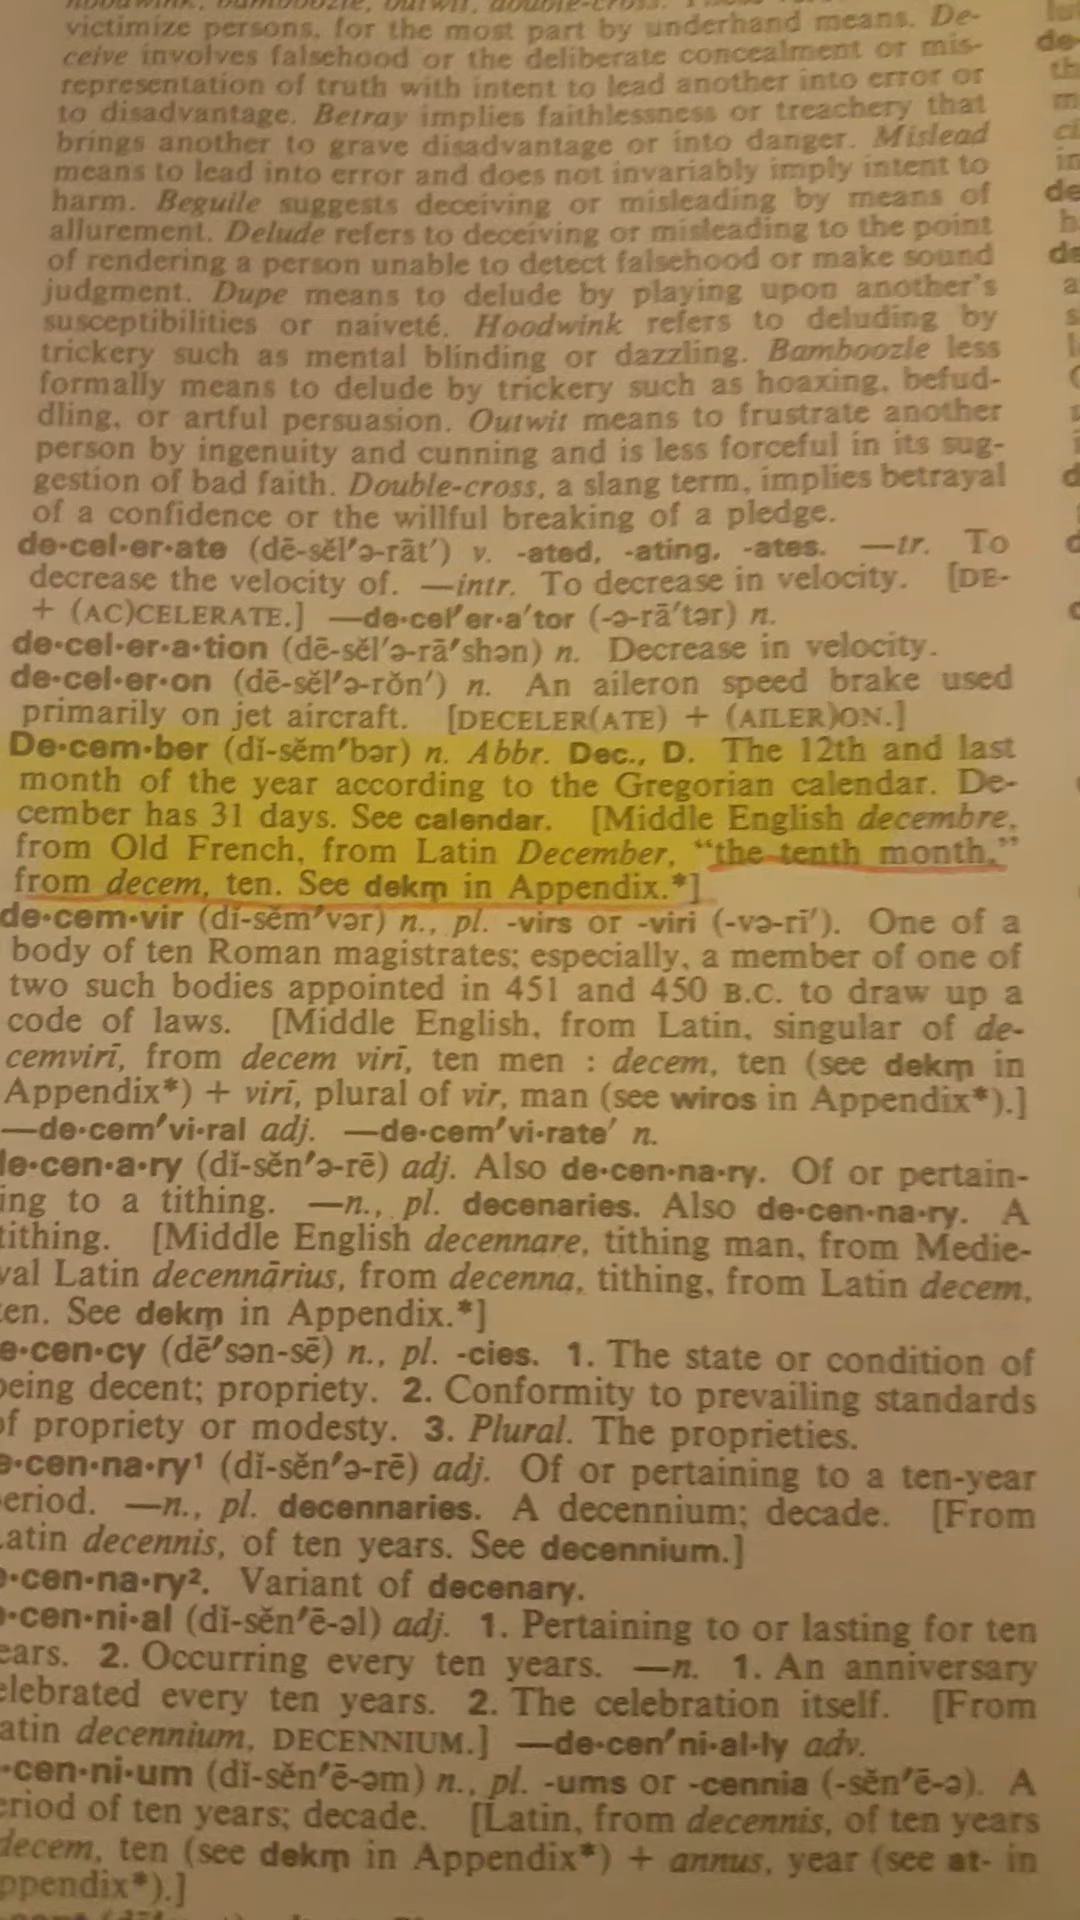 hoodwink, bamboozle, outwit, double-cross.
victimize persons, for the most part by underhand means. De-
ceive involves falsehood or the deliberate concealment or mis-
representation of truth with intent to lead another into error or
to disadvantage. Betray implies faithlessness or treachery that
brings another to grave disadvantage or into danger. Mislead
means to lead into error and does not invariably imply intent to
harm. Beguile suggests deceiving or misleading by means of
allurement. Delude refers to deceiving or misleading to the point
of rendering a person unable to detect falsehood or make sound
judgment. Dupe means to delude by playing upon another's
susceptibilities or naiveté. Hoodwink refers to deluding by
trickery such as mental blinding or dazzling. Bamboozle less
formally means to delude by trickery such as hoaxing, befud-
dling, or artful persuasion. Outwit means to frustrate another
person by ingenuity and cunning and is less forceful in its sug-
gestion of bad faith. Double-cross, a slang term, implies betrayal
of a confidence or the willful breaking of a pledge.
de·cel·er·ate (dē-sĕl′ə-rāt′) v. -ated, -ating, -ates. —tr. To
decrease the velocity of. —intr. To decrease in velocity. [DE-
+ (AC)CELERATE.] —de·cel′er·a′tor (-ə-rā′tər) n.
de·cel·er·a·tion (dē-sĕl′ə-rā′shən) n. Decrease in velocity.
de·cel·er·on (dē-sĕl′ə-rŏn′) n. An aileron speed brake used
primarily on jet aircraft. [DECELER(ATE) + (AILER)ON.]
De·cem·ber (dĭ-sĕm′bər) n. Abbr. Dec., D. The 12th and last
month of the year according to the Gregorian calendar. De-
cember has 31 days. See calendar. [Middle English decembre,
from Old French, from Latin December, “the tenth month,”
from decem, ten. See dekm̥ in Appendix.*]
de·cem·vir (dĭ-sĕm′vər) n., pl. -virs or -viri (-və-rī′). One of a
body of ten Roman magistrates; especially, a member of one of
two such bodies appointed in 451 and 450 B.C. to draw up a
code of laws. [Middle English, from Latin, singular of de-
cemvirī, from decem virī, ten men : decem, ten (see dekm̥ in
Appendix*) + virī, plural of vir, man (see wiros in Appendix*).]
—de·cem′vi·ral adj. —de·cem′vi·rate′ n.
de·cen·a·ry (dĭ-sĕn′ə-rē) adj. Also de·cen·na·ry. Of or pertain-
ing to a tithing. —n., pl. decenaries. Also de·cen·na·ry. A
tithing. [Middle English decennare, tithing man, from Medie-
val Latin decennārius, from decenna, tithing, from Latin decem,
ten. See dekm̥ in Appendix.*]
e·cen·cy (dē′sən-sē) n., pl. -cies. 1. The state or condition of
being decent; propriety. 2. Conformity to prevailing standards
of propriety or modesty. 3. Plural. The proprieties.
e·cen·na·ry¹ (dĭ-sĕn′ə-rē) adj. Of or pertaining to a ten-year
eriod. —n., pl. decennaries. A decennium; decade. [From
Latin decennis, of ten years. See decennium.]
·cen·na·ry². Variant of decenary.
·cen·ni·al (dĭ-sĕn′ē-əl) adj. 1. Pertaining to or lasting for ten
ears. 2. Occurring every ten years. —n. 1. An anniversary
elebrated every ten years. 2. The celebration itself. [From
atin decennium, DECENNIUM.] —de·cen′ni·al·ly adv.
·cen·ni·um (dĭ-sĕn′ē-əm) n., pl. -ums or -cennia (-sĕn′ē-ə). A
eriod of ten years; decade. [Latin, from decennis, of ten years
decem, ten (see dekm̥ in Appendix*) + annus, year (see at- in
ppendix*).]